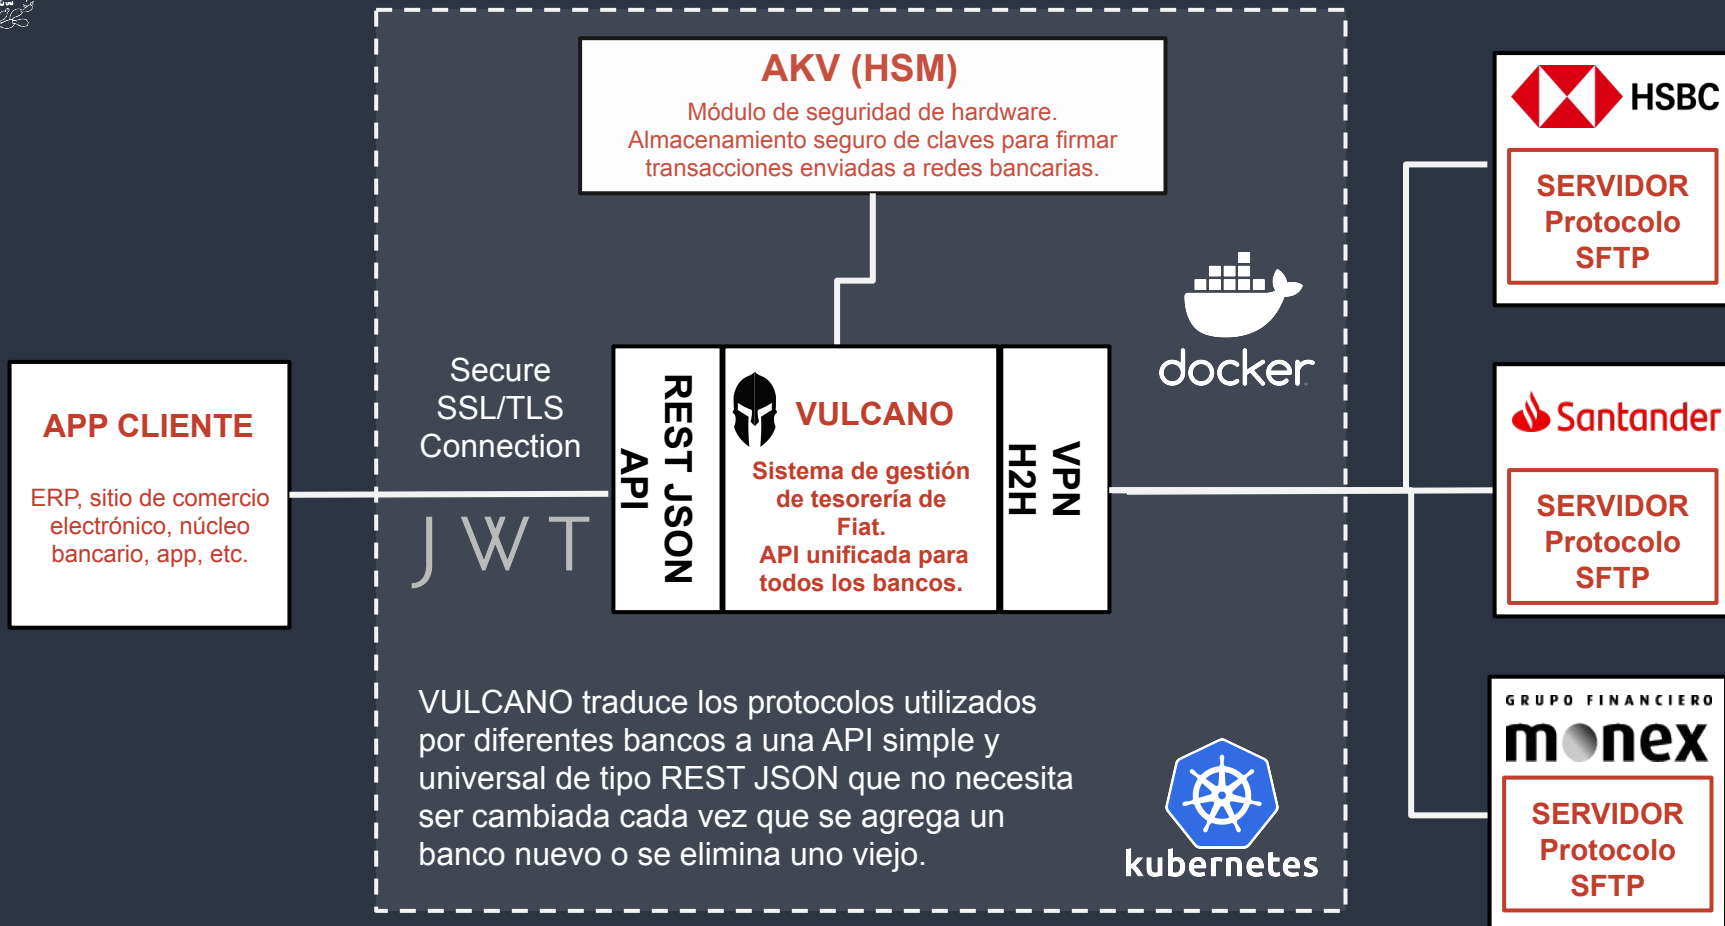 AKV (HSM)
Módulo de seguridad de hardware.
Almacenamiento seguro de claves para firmar
transacciones enviadas a redes bancarias.
HSBC
SERVIDOR
Protocolo
SFTP
docker
APP CLIENTE
ERP, sitio de comercio
electrónico, núcleo
bancario, app, etc.
Secure
SSL/TLS
Connection
JWT
REST JSON
API
VULCANO
Sistema de gestión
de tesorería de
Fiat.
API unificada para
todos los bancos.
VPN
H2H
Santander
SERVIDOR
Protocolo
SFTP
VULCANO traduce los protocolos utilizados
por diferentes bancos a una API simple y
universal de tipo REST JSON que no necesita
ser cambiada cada vez que se agrega un
banco nuevo o se elimina uno viejo.
kubernetes
GRUPO FINANCIERO
monex
SERVIDOR
Protocolo
SFTP